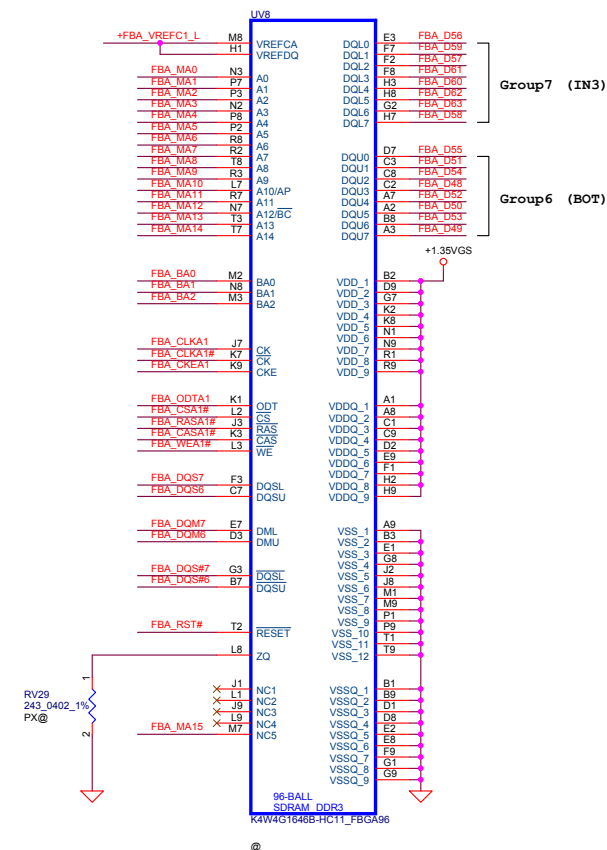 UV8
+FBA_VREFC1_L M8 VREFCA DQL0 E3 FBA_D56
H1 VREFDQ DQL1 F7 FBA_D59
DQL2 F2 FBA_D57
FBA_MA0 N3 A0 DQL3 F8 FBA_D61
FBA_MA1 P7 A1 DQL4 H3 FBA_D60 Group7 (IN3)
FBA_MA2 P3 A2 DQL5 H8 FBA_D62
FBA_MA3 N2 A3 DQL6 G2 FBA_D63
FBA_MA4 P8 A4 DQL7 H7 FBA_D58
FBA_MA5 P2 A5
FBA_MA6 R8 A6
FBA_MA7 R2 A7 DQU0 D7 FBA_D55
FBA_MA8 T8 A8 DQU1 C3 FBA_D51
FBA_MA9 R3 A9 DQU2 C8 FBA_D54
FBA_MA10 L7 A10/AP DQU3 C2 FBA_D48
FBA_MA11 R7 A11 DQU4 A7 FBA_D52 Group6 (BOT)
FBA_MA12 N7 A12/BC DQU5 A2 FBA_D50
FBA_MA13 T3 A13 DQU6 B8 FBA_D53
FBA_MA14 T7 A14 DQU7 A3 FBA_D49
+1.35VGS
FBA_BA0 M2 BA0 VDD_1 B2
FBA_BA1 N8 BA1 VDD_2 D9
FBA_BA2 M3 BA2 VDD_3 G7
VDD_4 K2
VDD_5 K8
VDD_6 N1
FBA_CLKA1 J7 CK VDD_7 N9
FBA_CLKA1# K7 CK VDD_8 R1
FBA_CKEA1 K9 CKE VDD_9 R9
FBA_ODTA1 K1 ODT VDDQ_1 A1
FBA_CSA1# L2 CS VDDQ_2 A8
FBA_RASA1# J3 RAS VDDQ_3 C1
FBA_CASA1# K3 CAS VDDQ_4 C9
FBA_WEA1# L3 WE VDDQ_5 D2
VDDQ_6 E9
VDDQ_7 F1
FBA_DQS7 F3 DQSL VDDQ_8 H2
FBA_DQS6 C7 DQSU VDDQ_9 H9
FBA_DQM7 E7 DML VSS_1 A9
FBA_DQM6 D3 DMU VSS_2 B3
VSS_3 E1
VSS_4 G8
FBA_DQS#7 G3 DQSL VSS_5 J2
FBA_DQS#6 B7 DQSU VSS_6 J8
VSS_7 M1
VSS_8 M9
VSS_9 P1
FBA_RST# T2 RESET VSS_10 P9
VSS_11 T1
L8 ZQ VSS_12 T9
1
J1 NC1 VSSQ_1 B1
RV29 L1 NC2 VSSQ_2 B9
243_0402_1% J9 NC3 VSSQ_3 D1
PX@ L9 NC4 VSSQ_4 D8
2 FBA_MA15 M7 NC5 VSSQ_5 E2
VSSQ_6 E8
VSSQ_7 F9
VSSQ_8 G1
VSSQ_9 G9
96-BALL
SDRAM DDR3
K4W4G1646B-HC11_FBGA96
@